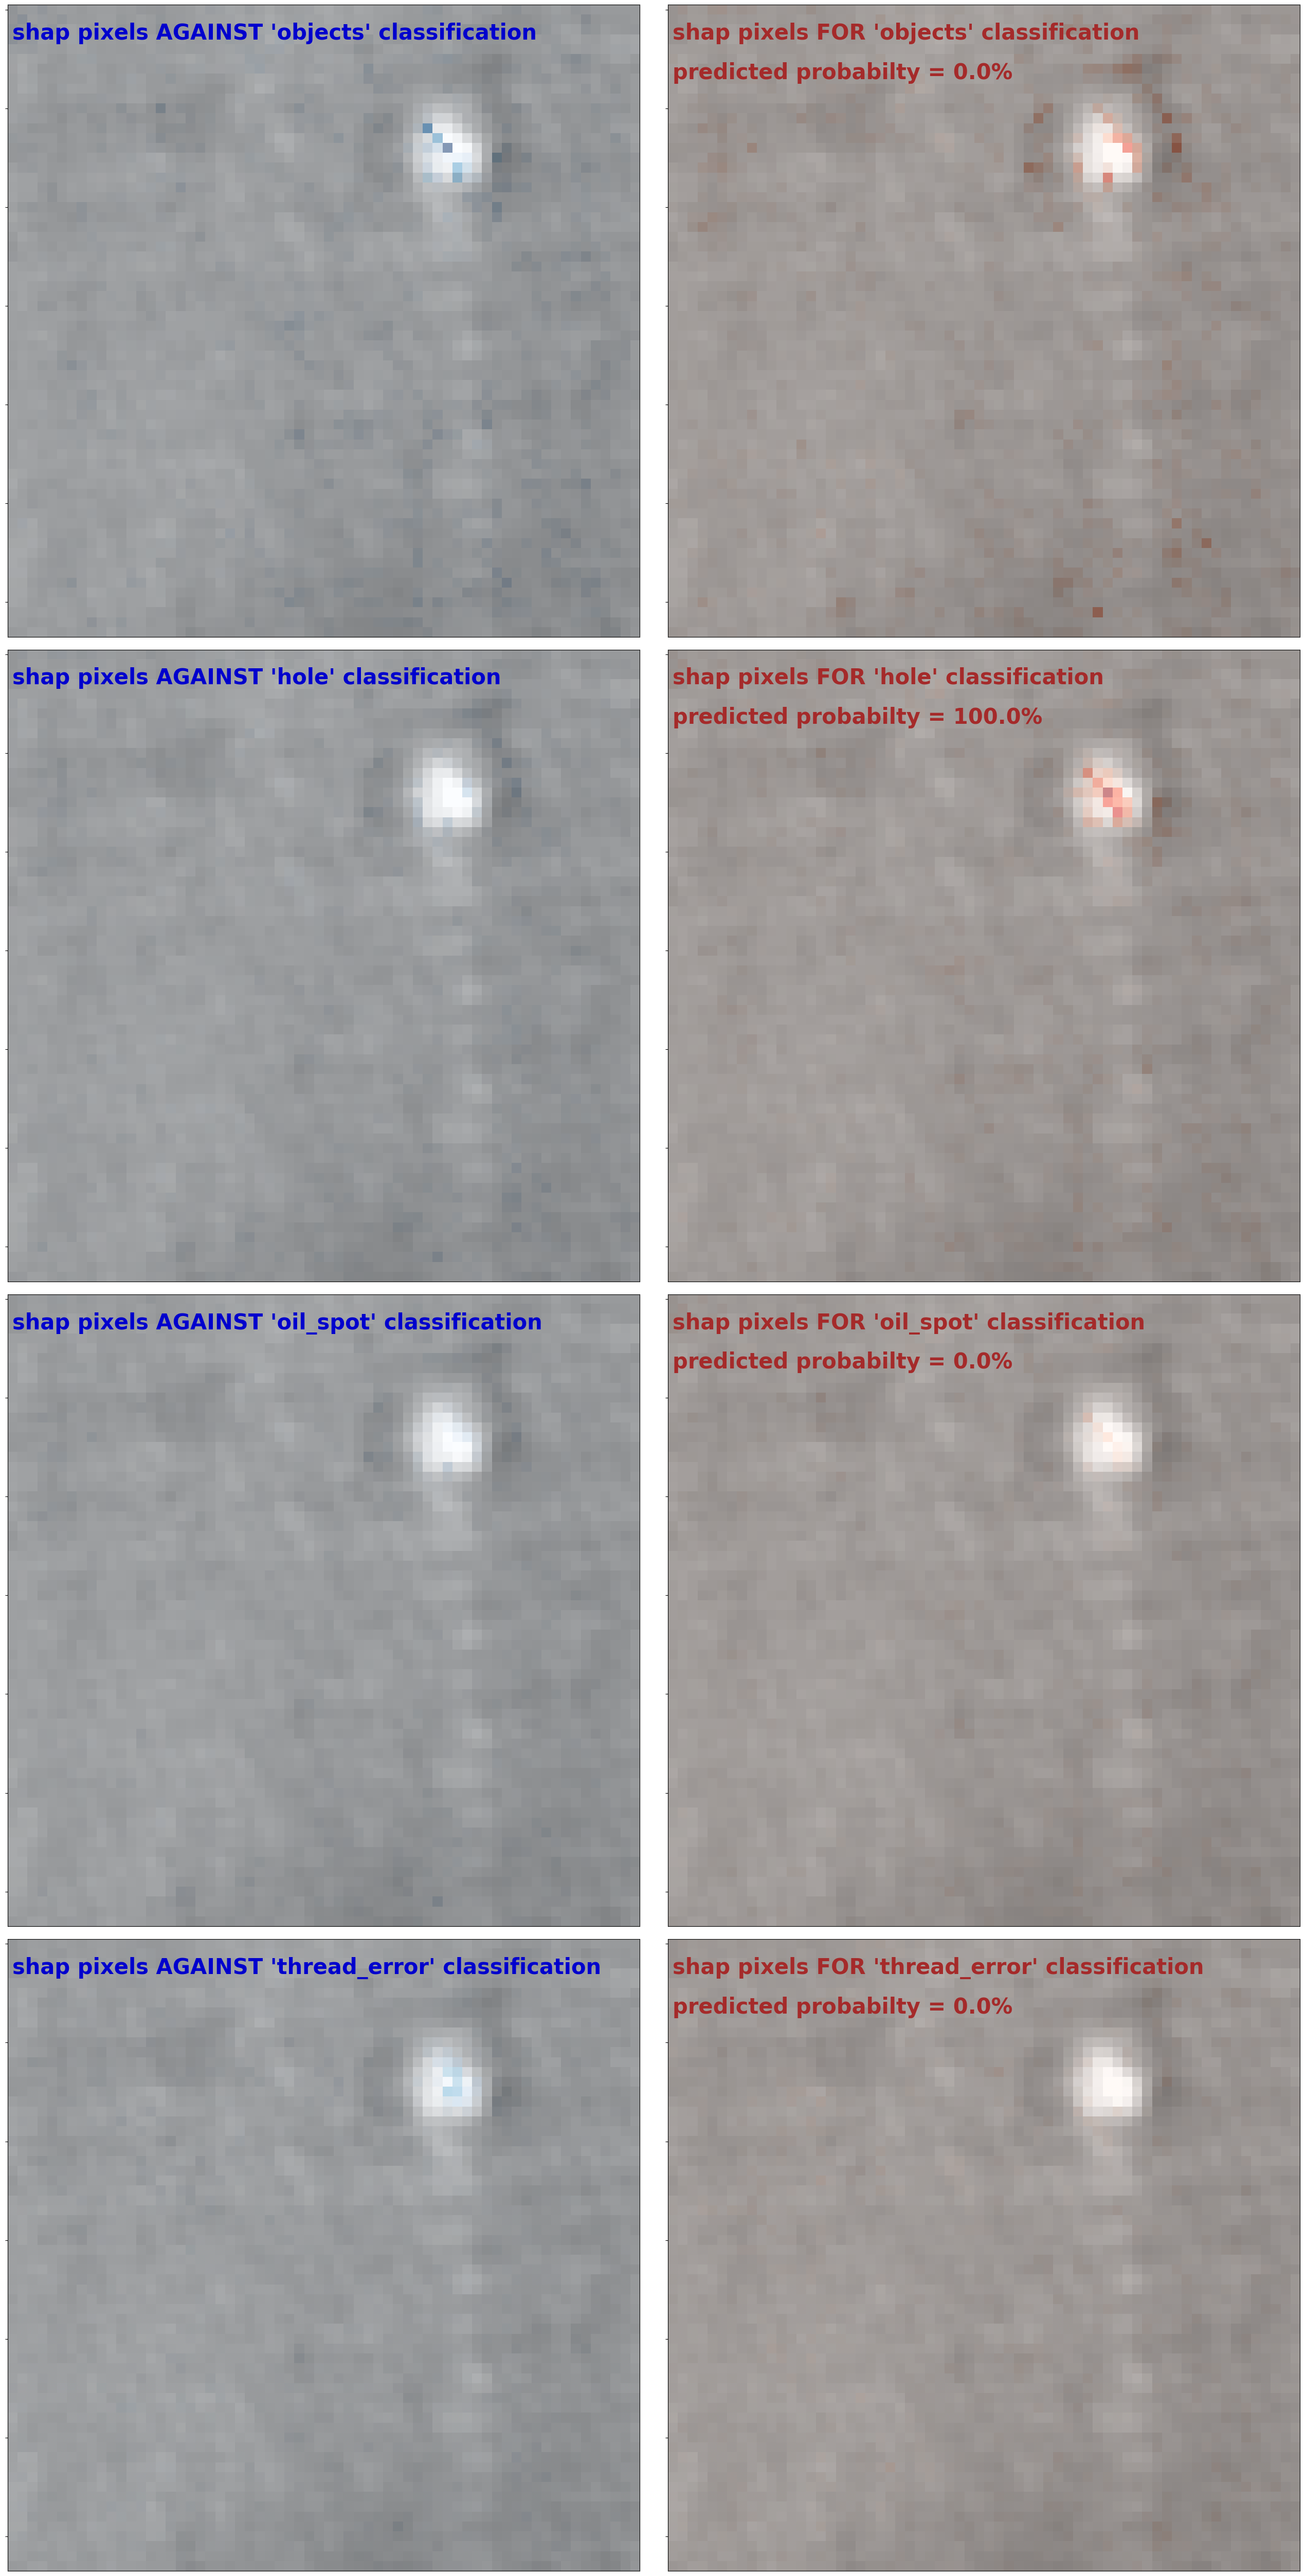 shap pixels AGAINST 'objects' classification
shap pixels FOR 'objects' classification
predicted probabilty = 0.0%
shap pixels AGAINST 'hole' classification
shap pixels FOR 'hole' classification
predicted probabilty = 100.0%
shap pixels AGAINST 'oil_spot' classification
shap pixels FOR 'oil_spot' classification
predicted probabilty = 0.0%
shap pixels AGAINST 'thread_error' classification
shap pixels FOR 'thread_error' classification
predicted probabilty = 0.0%